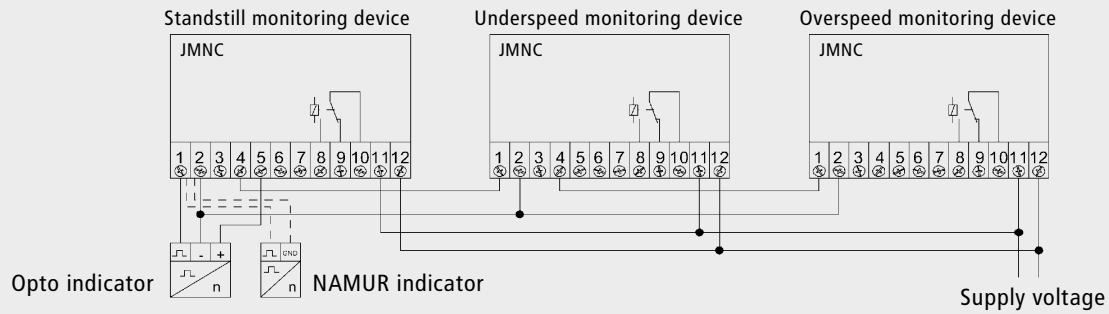 Standstill monitoring device Underspeed monitoring device Overspeed monitoring device
JMNC JMNC JMNC
1 2 3 4 5 6 7 8 9 10 11 12 1 2 3 4 5 6 7 8 9 10 11 12 1 2 3 4 5 6 7 8 9 10 11 12
- + GND
Opto indicator n n NAMUR indicator
Supply voltage